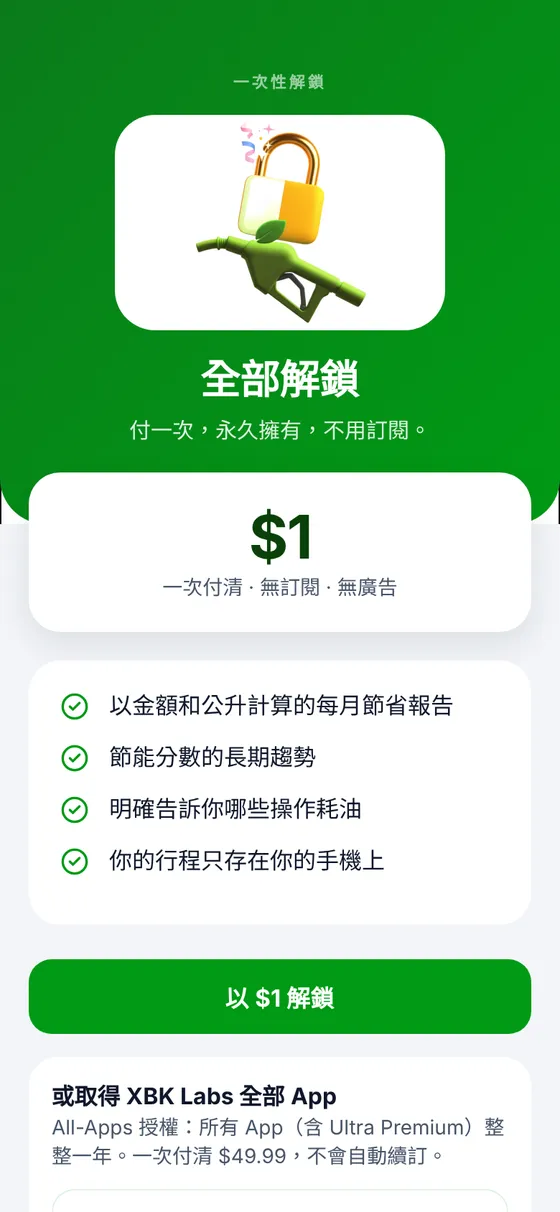 一次性解鎖
全部解鎖
付一次，永久擁有，不用訂閱。
$1
一次付清 · 無訂閱 · 無廣告
以金額和公升計算的每月節省報告
節能分數的長期趨勢
明確告訴你哪些操作耗油
你的行程只存在你的手機上
以 $1 解鎖
或取得 XBK Labs 全部 App
All-Apps 授權：所有 App（含 Ultra Premium）整
整一年。一次付清 $49.99，不會自動續訂。